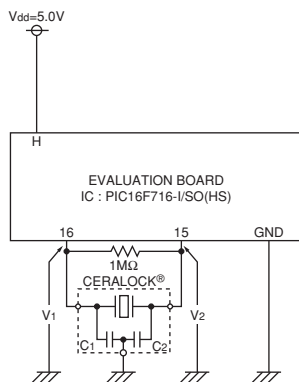 Vdd=5.0V
H
EVALUATION BOARD
IC : PIC16F716-I/SO(HS)
16
15
GND
1MΩ
CERALOCK®
V1
V2
C1
C2